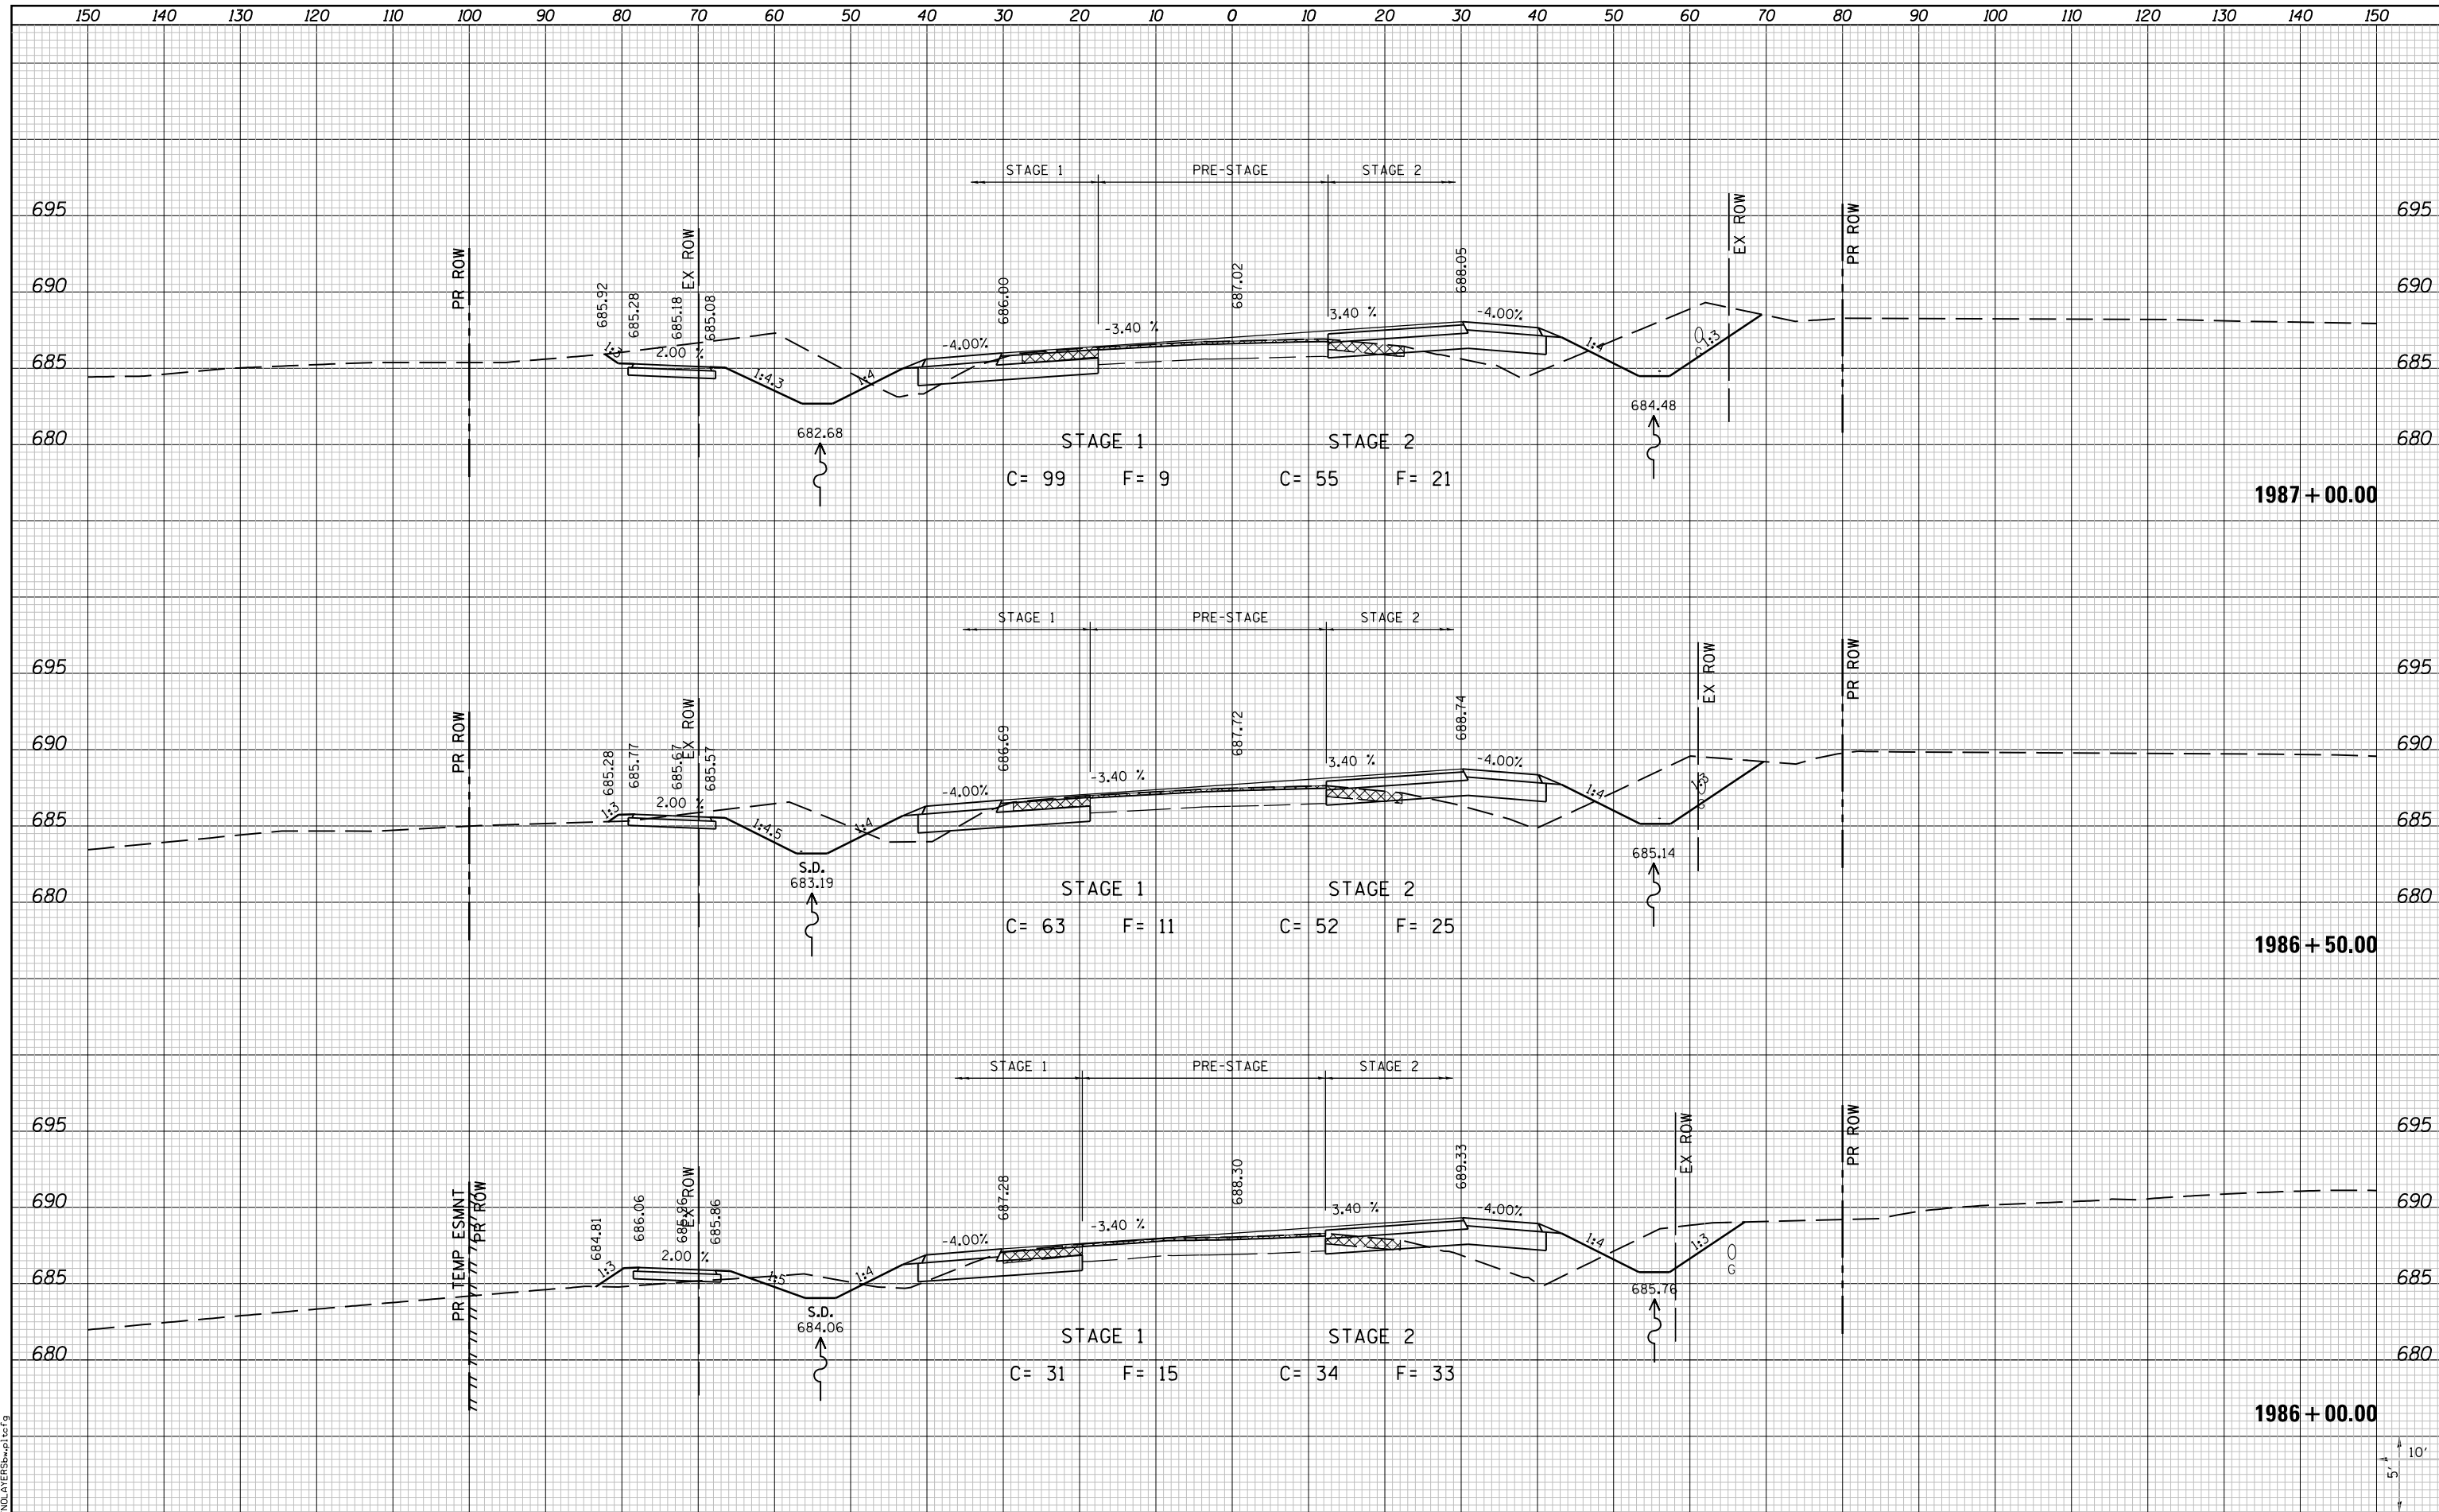 150 140 130 120 110 100 90 80 70 60 50 40 30 20 10 0 10 20 30 40 50 60 70 80 90 100 110 120 130 140 150
STAGE 1 PRE-STAGE STAGE 2
695 695
690 690
685 685
680 680
PR ROW
685.92
685.28
685.18
EX ROW
685.08
686.00
687.02
688.05
EX ROW
PR ROW
1:3 2.00 % 1:4.3 1:4 -4.00% -3.40 % 3.40 % -4.00% 1:4 1:3
G
682.68
684.48
STAGE 1 STAGE 2
C= 99 F= 9 C= 55 F= 21
1987+00.00
STAGE 1 PRE-STAGE STAGE 2
695 695
690 690
685 685
680 680
PR ROW
685.28
685.77
685.67
EX ROW
685.57
686.69
687.72
688.74
EX ROW
PR ROW
1:3 2.00 % 1:4.5 1:4 -4.00% -3.40 % 3.40 % -4.00% 1:4 1:3
G
S.D.
683.19
685.14
STAGE 1 STAGE 2
C= 63 F= 11 C= 52 F= 25
1986+50.00
STAGE 1 PRE-STAGE STAGE 2
695 695
690 690
685 685
680 680
PR TEMP ESMNT
PR ROW
684.81
686.06
EX ROW
685.86
687.28
688.30
689.33
EX ROW
PR ROW
1:3 2.00 % 1:5 1:4 -4.00% -3.40 % 3.40 % -4.00% 1:4 1:3
G
S.D.
684.06
685.76
STAGE 1 STAGE 2
C= 31 F= 15 C= 34 F= 33
1986+00.00
10'
5'